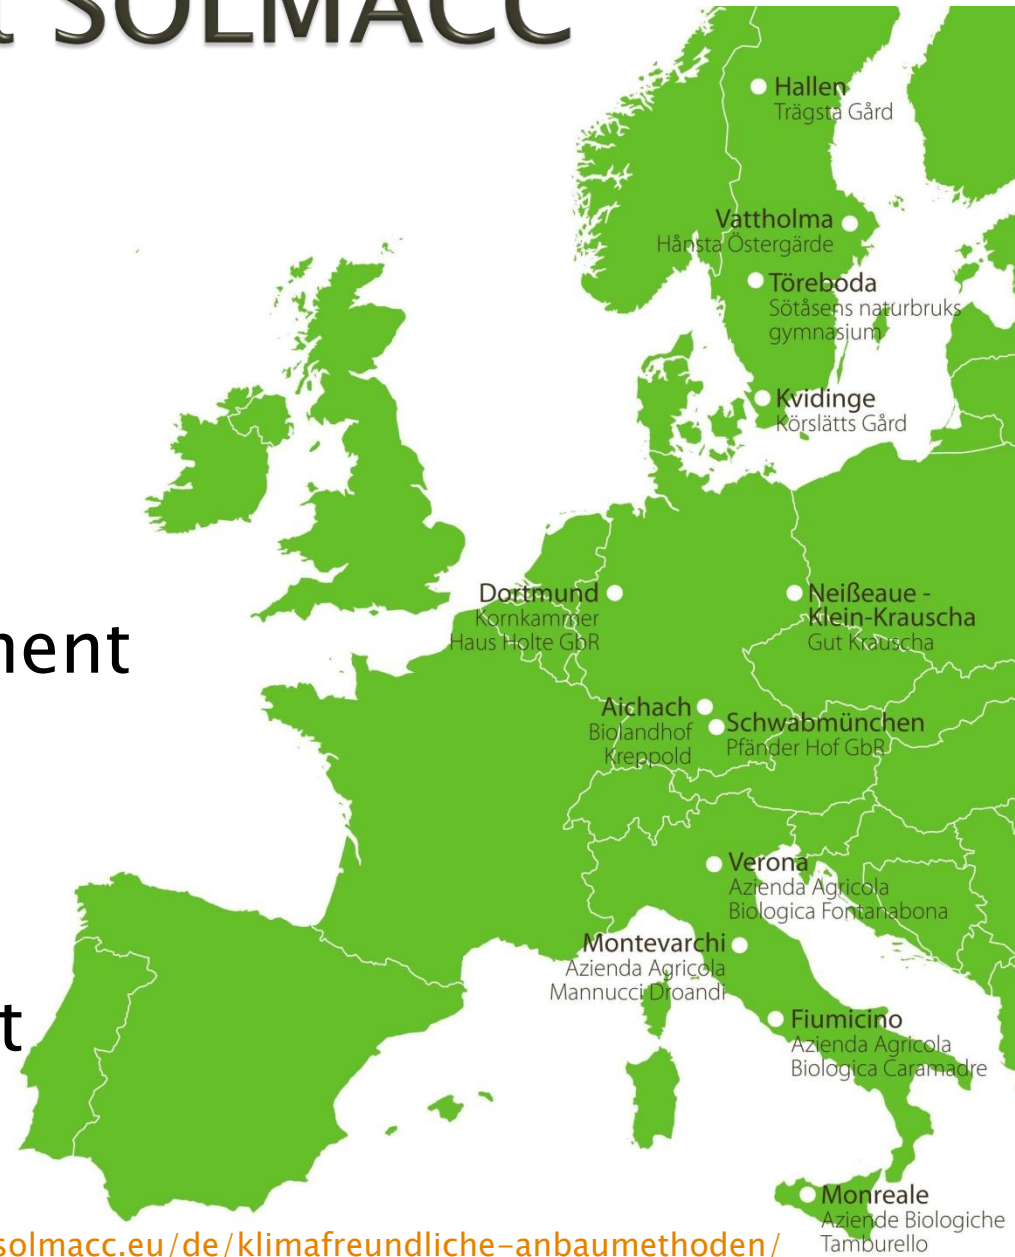 t SOLMACC
Hallen
Trägsta Gård
Vattholma
Hånsta Östergärde
Töreboda
Sötåsens naturbruks
gymnasium
Kvidinge
Körslätts Gård
Dortmund
Kornkammer
Haus Holte GbR
Neißeaue -
Klein-Krauscha
Gut Krauscha
nent
Aichach
Biolandhof
Kreppold
Schwabmünchen
Pfänder Hof GbR
Verona
Azienda Agricola
Biologica Fontanabona
Montevarchi
Azienda Agricola
Mannucci Droandi
t
Fiumicino
Azienda Agricola
Biologica Caramadre
Monreale
Aziende Biologiche
Tamburello
solmacc.eu/de/klimafreundliche-anbaumethoden/